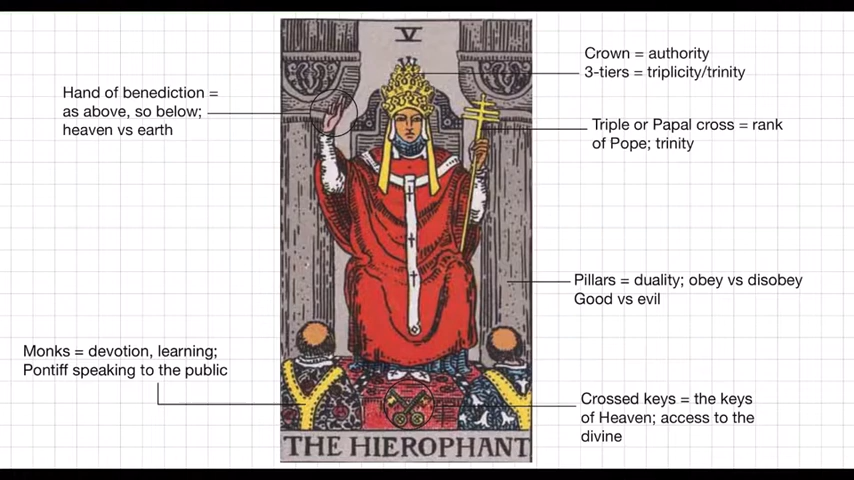 V
Crown = authority
3-tiers = triplicity/trinity
Hand of benediction =
as above, so below;
heaven vs earth
Triple or Papal cross = rank
of Pope; trinity
Pillars = duality; obey vs disobey
Good vs evil
Monks = devotion, learning;
Pontiff speaking to the public
Crossed keys = the keys
of Heaven; access to the
divine
THE HIEROPHANT